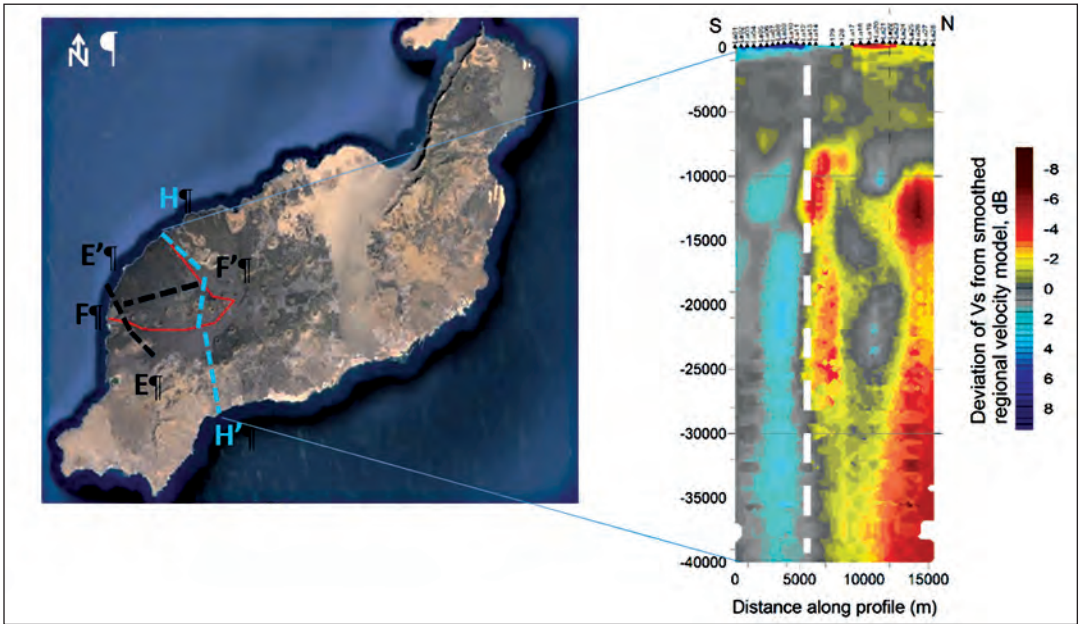 N ¶
H¶
E'¶
F'¶
F¶
E¶
H'¶
S N
0
-5000
-10000
-15000
-20000
-25000
-30000
-35000
-40000
0 5000 10000 15000
Distance along profile (m)
Deviation of Vs from smoothed
regional velocity model, dB
-8
-6
-4
-2
0
2
4
6
8